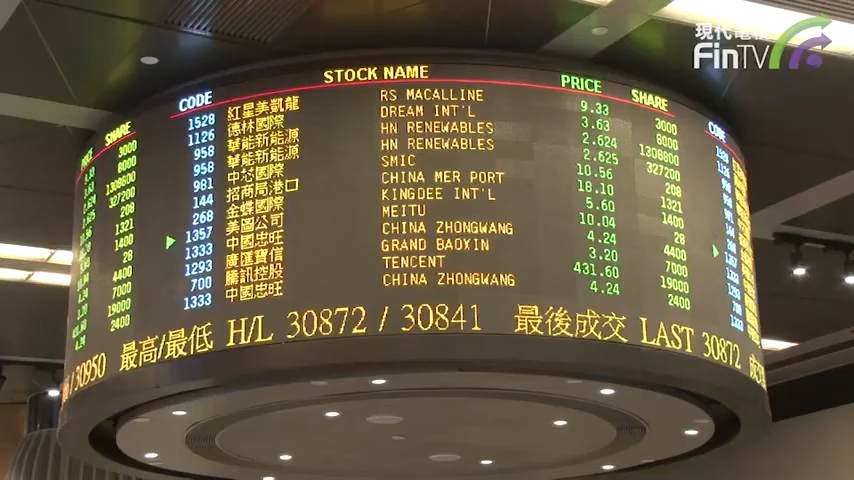 現代電視
FinTV
PRICE SHARE CODE STOCK NAME PRICE SHARE CODE
3000 1528 紅星美凱龍 RS MACALLINE 9.33 3000 1528
8000 1126 德林國際 DREAM INT'L 3.63 8000 1126
1308800 958 華能新能源 HN RENEWABLES 2.624 1308800 958
327200 958 華能新能源 HN RENEWABLES 2.625 327200 958
208 981 中芯國際 SMIC 10.56 208 981
1321 144 招商局港口 CHINA MER PORT 18.10 1321 144
1400 268 金蝶國際 KINGDEE INT'L 5.60 1400 268
28 1357 美圖公司 MEITU 10.04 28 1357
4400 1333 中國忠旺 CHINA ZHONGWANG 4.24 4400 1333
7000 1293 廣匯寶信 GRAND BAOXIN 3.20 7000 1293
19000 700 騰訊控股 TENCENT 431.60 19000 700
2400 1333 中國忠旺 CHINA ZHONGWANG 4.24 2400 1333
/ 30950 最高/最低 H/L 30872 / 30841 最後成交 LAST 30872 成